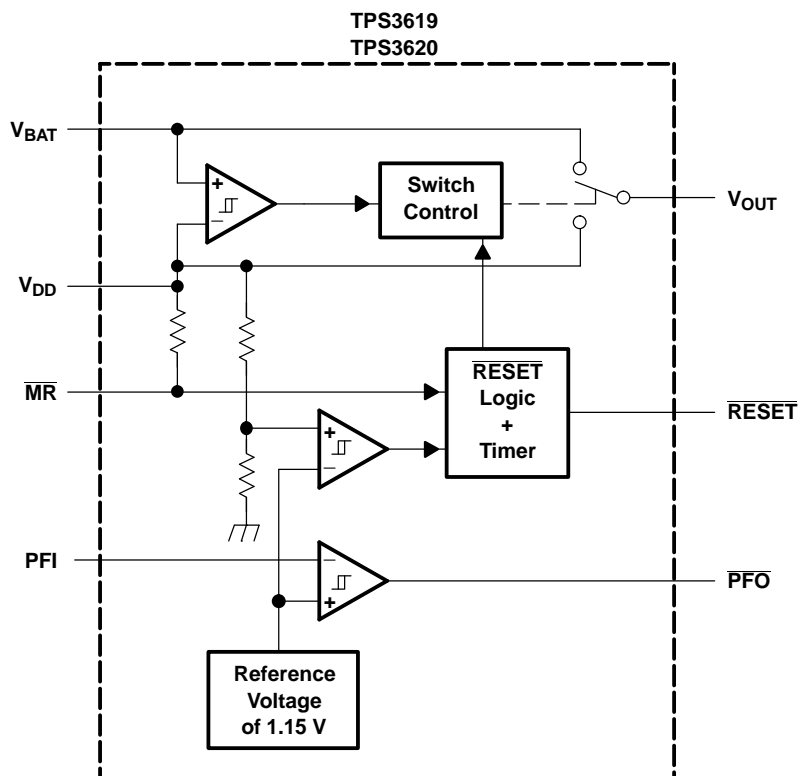 TPS3619
TPS3620
VBAT
+
–
Switch
Control
VOUT
VDD
MR
RESET
Logic
+
Timer
RESET
+
–
PFI
–
+
PFO
Reference
Voltage
of 1.15 V